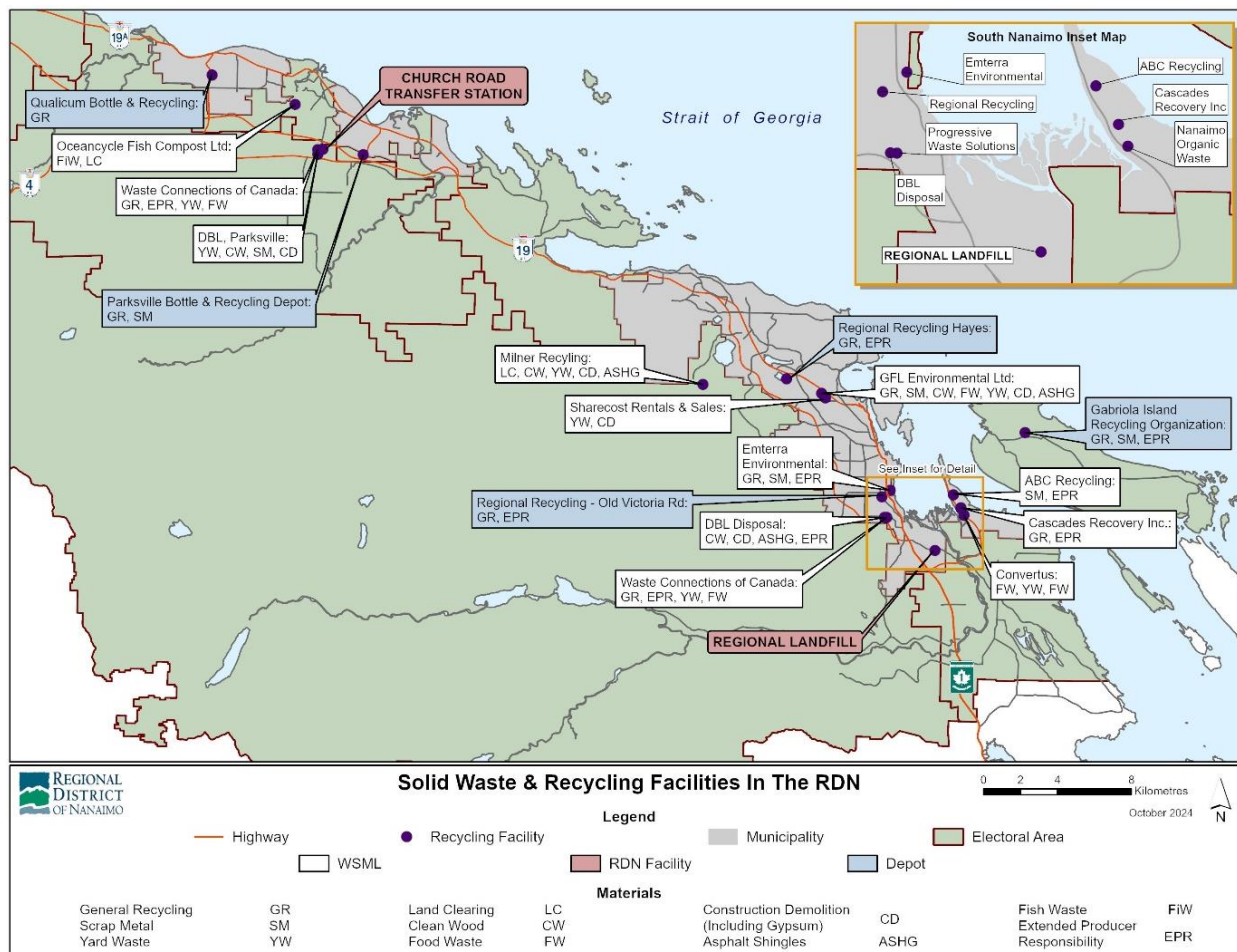 19A
CHURCH ROAD
TRANSFER STATION
Qualicum Bottle & Recycling:
GR
Oceancycle Fish Compost Ltd:
FiW, LC
4
Waste Connections of Canada:
GR, EPR, YW, FW
DBL, Parksville:
YW, CW, SM, CD
Parksville Bottle & Recycling Depot:
GR, SM
19
Strait of Georgia
South Nanaimo Inset Map
Emterra
Environmental
ABC Recycling
Regional Recycling
Cascades
Recovery Inc
Progressive
Waste Solutions
Nanaimo
Organic
Waste
DBL
Disposal
REGIONAL LANDFILL
Regional Recycling Hayes:
GR, EPR
Milner Recyling:
LC, CW, YW, CD, ASHG
GFL Environmental Ltd:
GR, SM, CW, FW, YW, CD, ASHG
Sharecost Rentals & Sales:
YW, CD
Gabriola Island
Recycling Organization:
GR, SM, EPR
Emterra
Environmental:
GR, SM, EPR
See Inset for Detail
ABC Recycling:
SM, EPR
Regional Recycling - Old Victoria Rd:
GR, EPR
Cascades Recovery Inc.:
GR, EPR
DBL Disposal:
CW, CD, ASHG, EPR
Waste Connections of Canada:
GR, EPR, YW, FW
Convertus:
FW, YW, FW
REGIONAL LANDFILL
1
REGIONAL
DISTRICT
OF NANAIMO
Solid Waste & Recycling Facilities In The RDN
0 2 4 8
Kilometres
October 2024
N
Legend
Highway
Recycling Facility
Municipality
Electoral Area
WSML
RDN Facility
Depot
Materials
General Recycling GR
Scrap Metal SM
Yard Waste YW
Land Clearing LC
Clean Wood CW
Food Waste FW
Construction Demolition
(Including Gypsum) CD
Asphalt Shingles ASHG
Fish Waste FiW
Extended Producer
Responsibility EPR